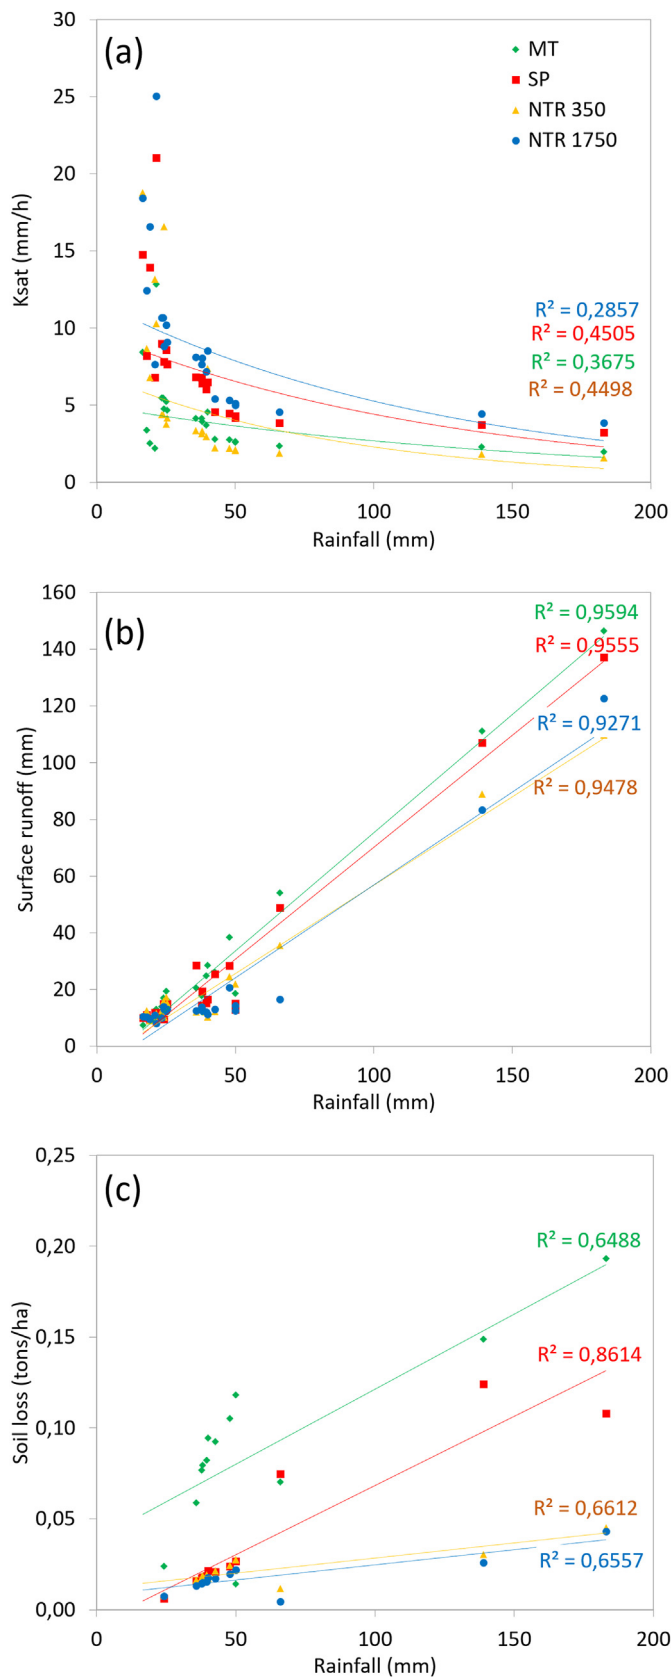 (a)
MT
SP
NTR 350
NTR 1750
30
25
20
15
10
5
0
Ksat (mm/h)
R² = 0,2857
R² = 0,4505
R² = 0,3675
R² = 0,4498
0 50 100 150 200
Rainfall (mm)
(b)
160
140
120
100
80
60
40
20
0
Surface runoff (mm)
R² = 0,9594
R² = 0,9555
R² = 0,9271
R² = 0,9478
0 50 100 150 200
Rainfall (mm)
(c)
0,25
0,20
0,15
0,10
0,05
0,00
Soil loss (tons/ha)
R² = 0,6488
R² = 0,8614
R² = 0,6612
R² = 0,6557
0 50 100 150 200
Rainfall (mm)